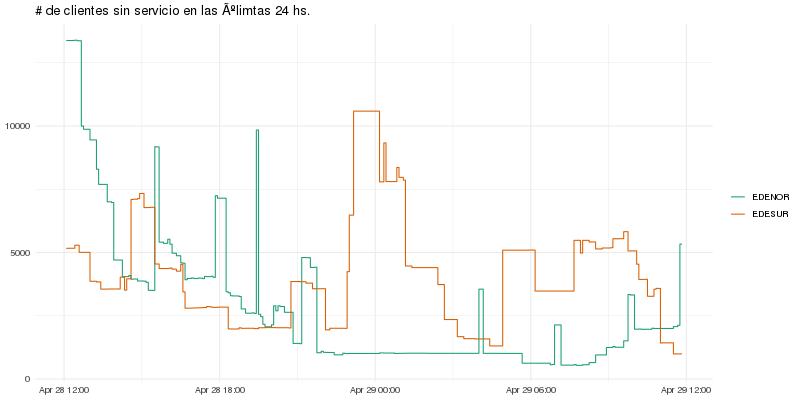 # de clientes sin servicio en las Ãºlimtas 24 hs.
10000
5000
0
Apr 28 12:00
Apr 28 18:00
Apr 29 00:00
Apr 29 06:00
Apr 29 12:00
EDENOR
EDESUR